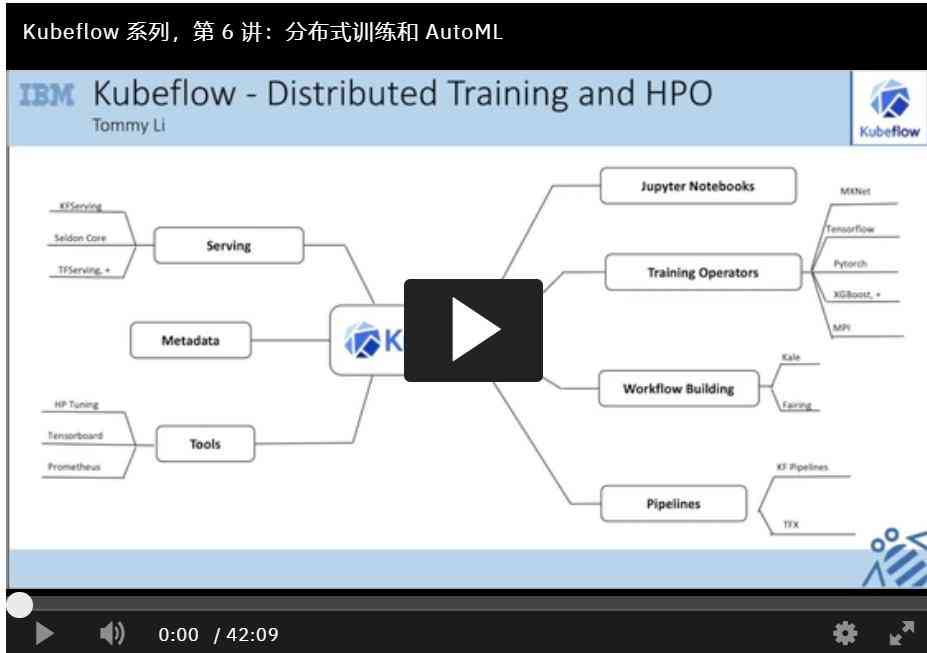 Kubeflow 系列，第 6 讲：分布式训练和 AutoML
IBM
Kubeflow - Distributed Training and HPO
Tommy Li
Kubeflow
Jupyter Notebooks
MXNet
Tensorflow
Pytorch
XGBoost, +
MPI
Training Operators
KFServing
Seldon Core
TFServing, +
Serving
Metadata
K
Workflow Building
Kale
Fairing
HP Tuning
Tensorboard
Prometheus
Tools
Pipelines
KF Pipelines
TFX
0:00 / 42:09